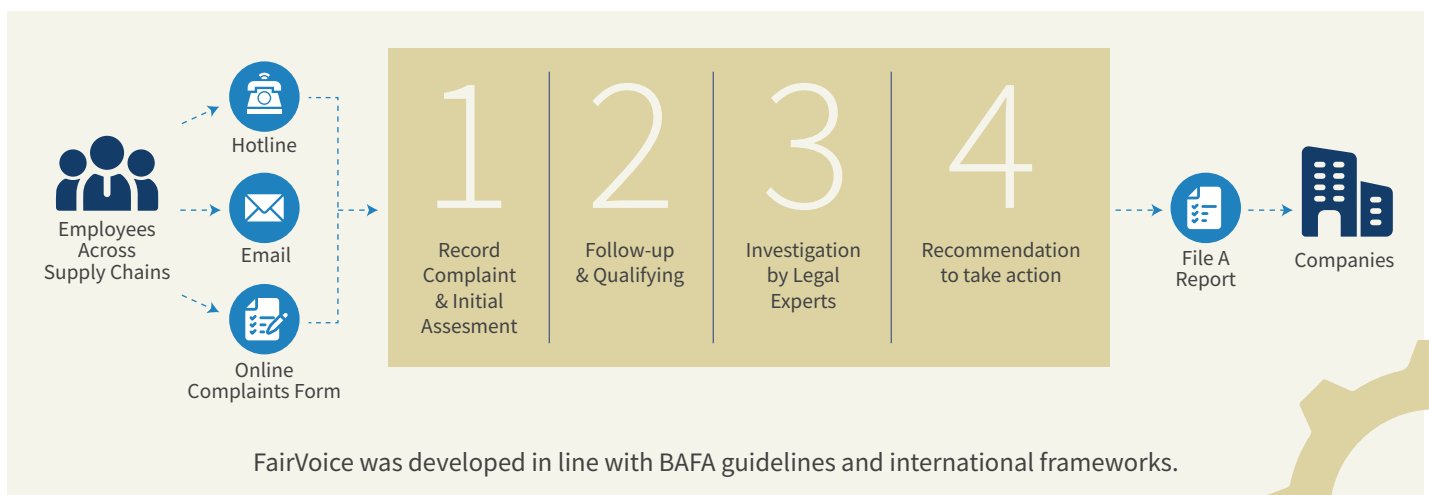 Employees
Across
Supply Chains
Hotline
Email
Online
Complaints Form
1
Record
Complaint
& Initial
Assesment
2
Follow-up
& Qualifying
3
Investigation
by Legal
Experts
4
Recommendation
to take action
File A
Report
Companies
FairVoice was developed in line with BAFA guidelines and international frameworks.